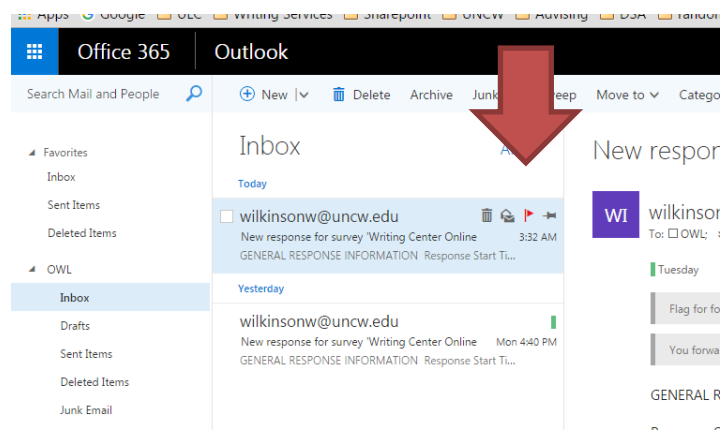 Apps Google ULC Writing Services Sharepoint UNCW Advising DSA
Office 365 Outlook
Search Mail and People
New Delete Archive Junk Move to Catego
Favorites
Inbox
Sent Items
Deleted Items
OWL
Inbox
Drafts
Sent Items
Deleted Items
Junk Email
Inbox
Today
wilkinsonw@uncw.edu
New response for survey 'Writing Center Online 3:32 AM
GENERAL RESPONSE INFORMATION Response Start Ti...
Yesterday
wilkinsonw@uncw.edu
New response for survey 'Writing Center Online Mon 4:40 PM
GENERAL RESPONSE INFORMATION Response Start Ti...
New respon
WI wilkinson
To: OWL;
Tuesday
Flag for fo
You forwa
GENERAL R